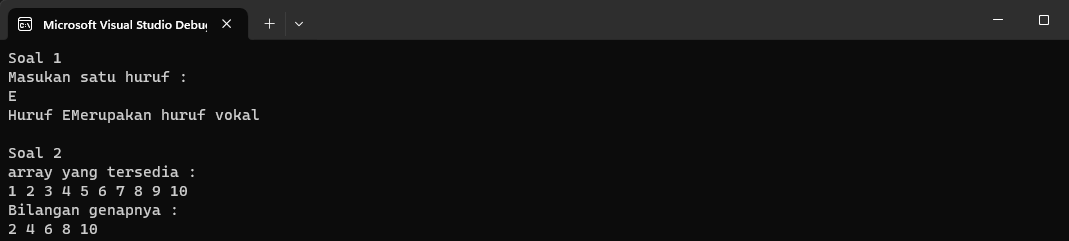 Microsoft Visual Studio Debug
Soal 1
Masukan satu huruf :
E
Huruf EMerupakan huruf vokal
Soal 2
array yang tersedia :
1 2 3 4 5 6 7 8 9 10
Bilangan genapnya :
2 4 6 8 10